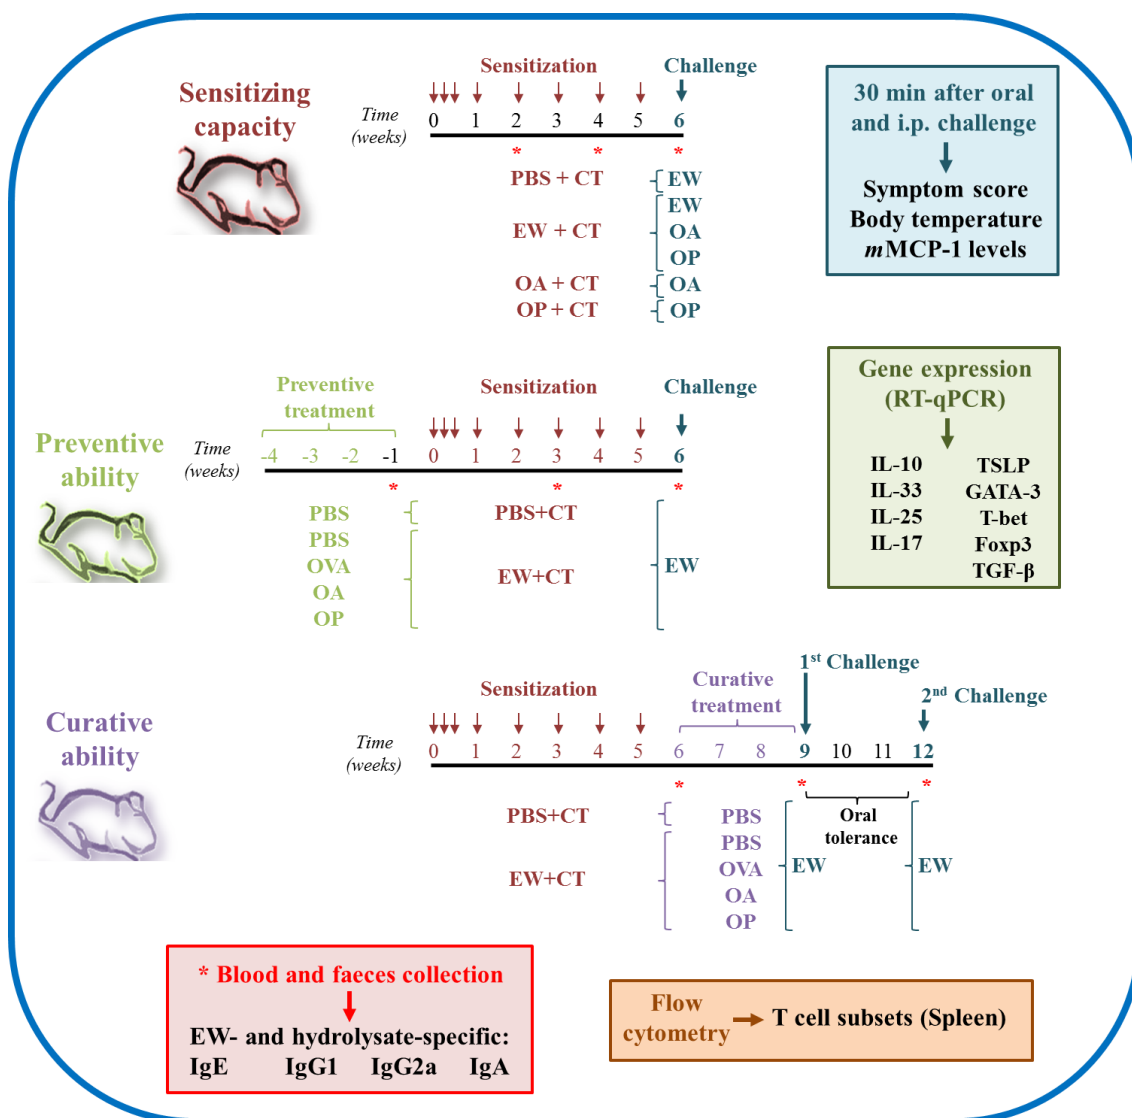 Sensitizing
capacity
Sensitization
Challenge
Time
(weeks)
0 1 2 3 4 5 6
* * *
PBS + CT
EW
EW + CT
EW
OA
OP
OA + CT
OA
OP + CT
OP
30 min after oral
and i.p. challenge
Symptom score
Body temperature
mMCP-1 levels
Preventive
ability
Preventive
treatment
Sensitization
Challenge
Time
(weeks)
-4 -3 -2 -1 0 1 2 3 4 5 6
* * *
PBS
PBS
OVA
OA
OP
PBS+CT
EW+CT
EW
Gene expression
(RT-qPCR)
IL-10 TSLP
IL-33 GATA-3
IL-25 T-bet
IL-17 Foxp3
TGF-β
Curative
ability
Sensitization
Curative
treatment
1st Challenge
2nd Challenge
Time
(weeks)
0 1 2 3 4 5 6 7 8 9 10 11 12
* * *
PBS+CT
EW+CT
PBS
PBS
OVA
OA
OP
EW
Oral
tolerance
EW
* Blood and faeces collection
EW- and hydrolysate-specific:
IgE IgG1 IgG2a IgA
Flow
cytometry
T cell subsets (Spleen)